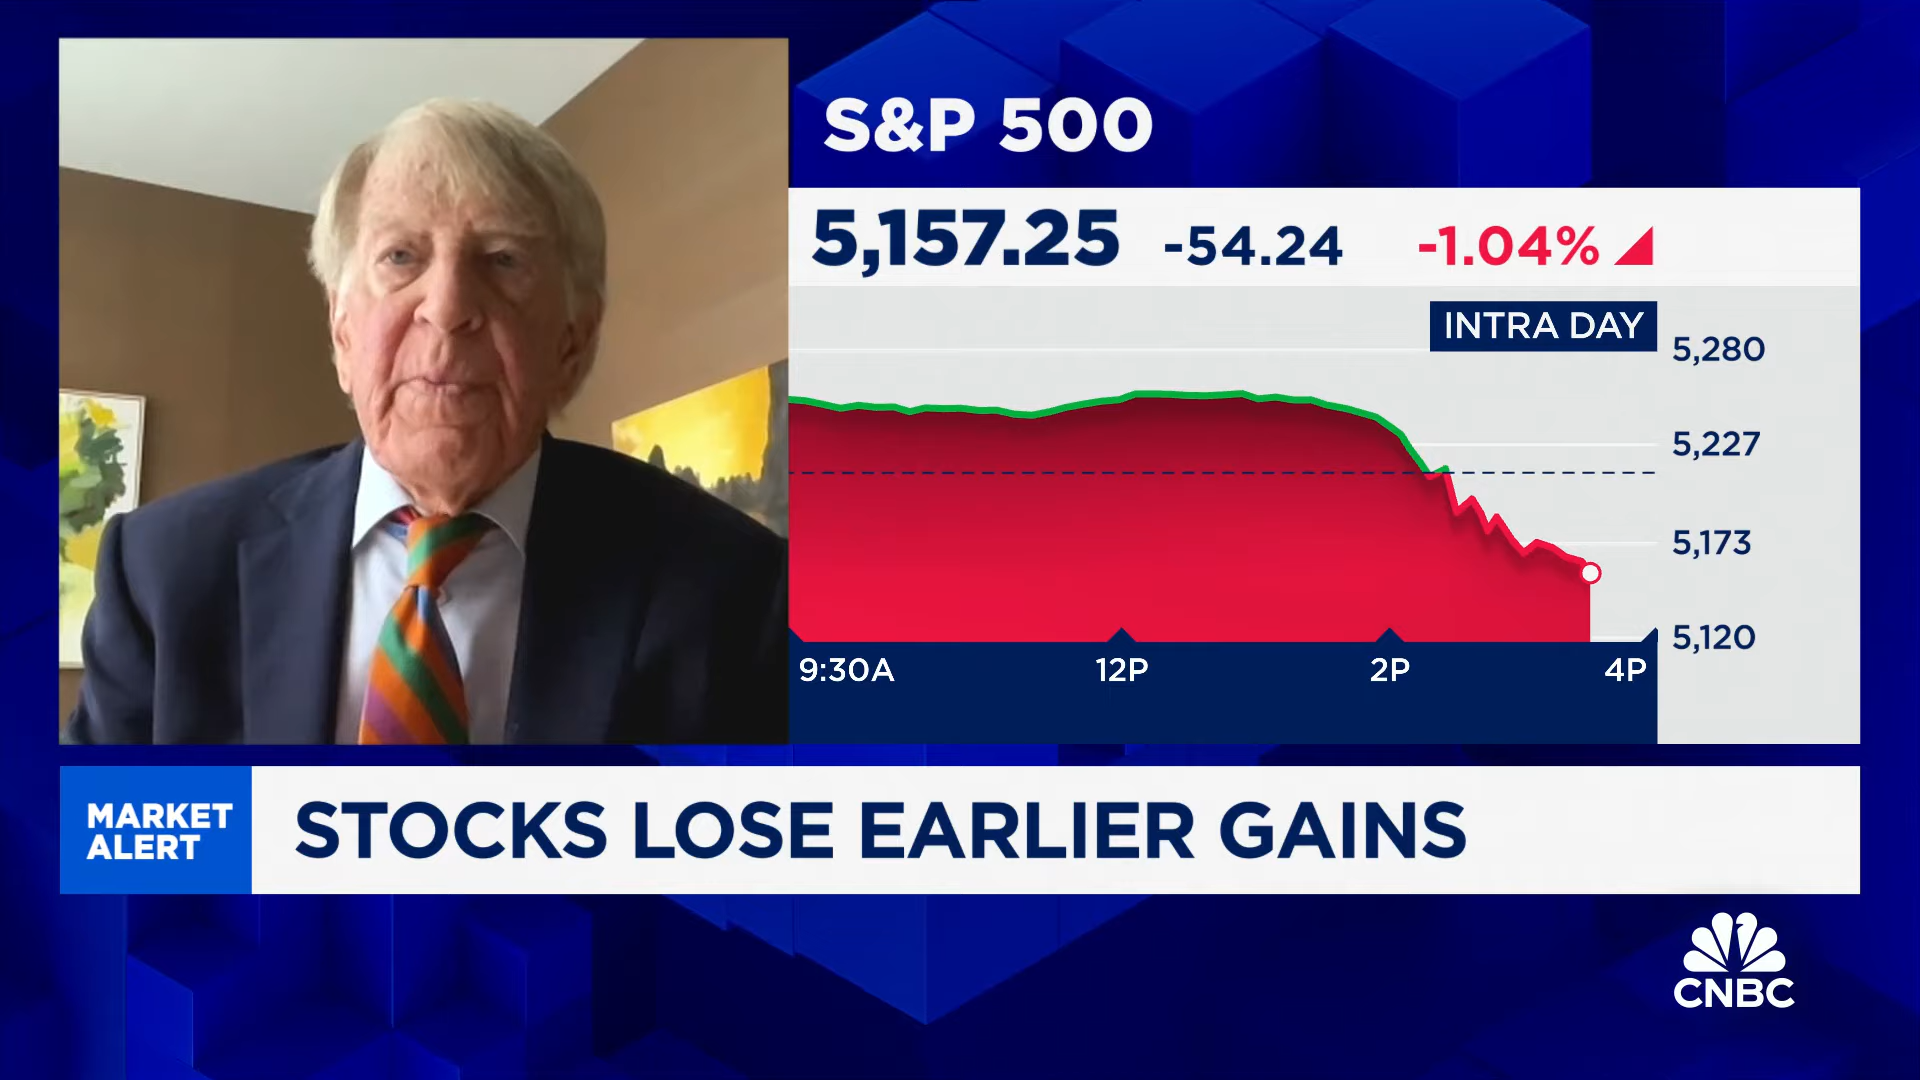 S&P 500
5,157.25 -54.24 -1.04%
INTRA DAY
5,280
5,227
5,173
5,120
9:30A 12P 2P 4P
MARKET
ALERT
STOCKS LOSE EARLIER GAINS
CNBC